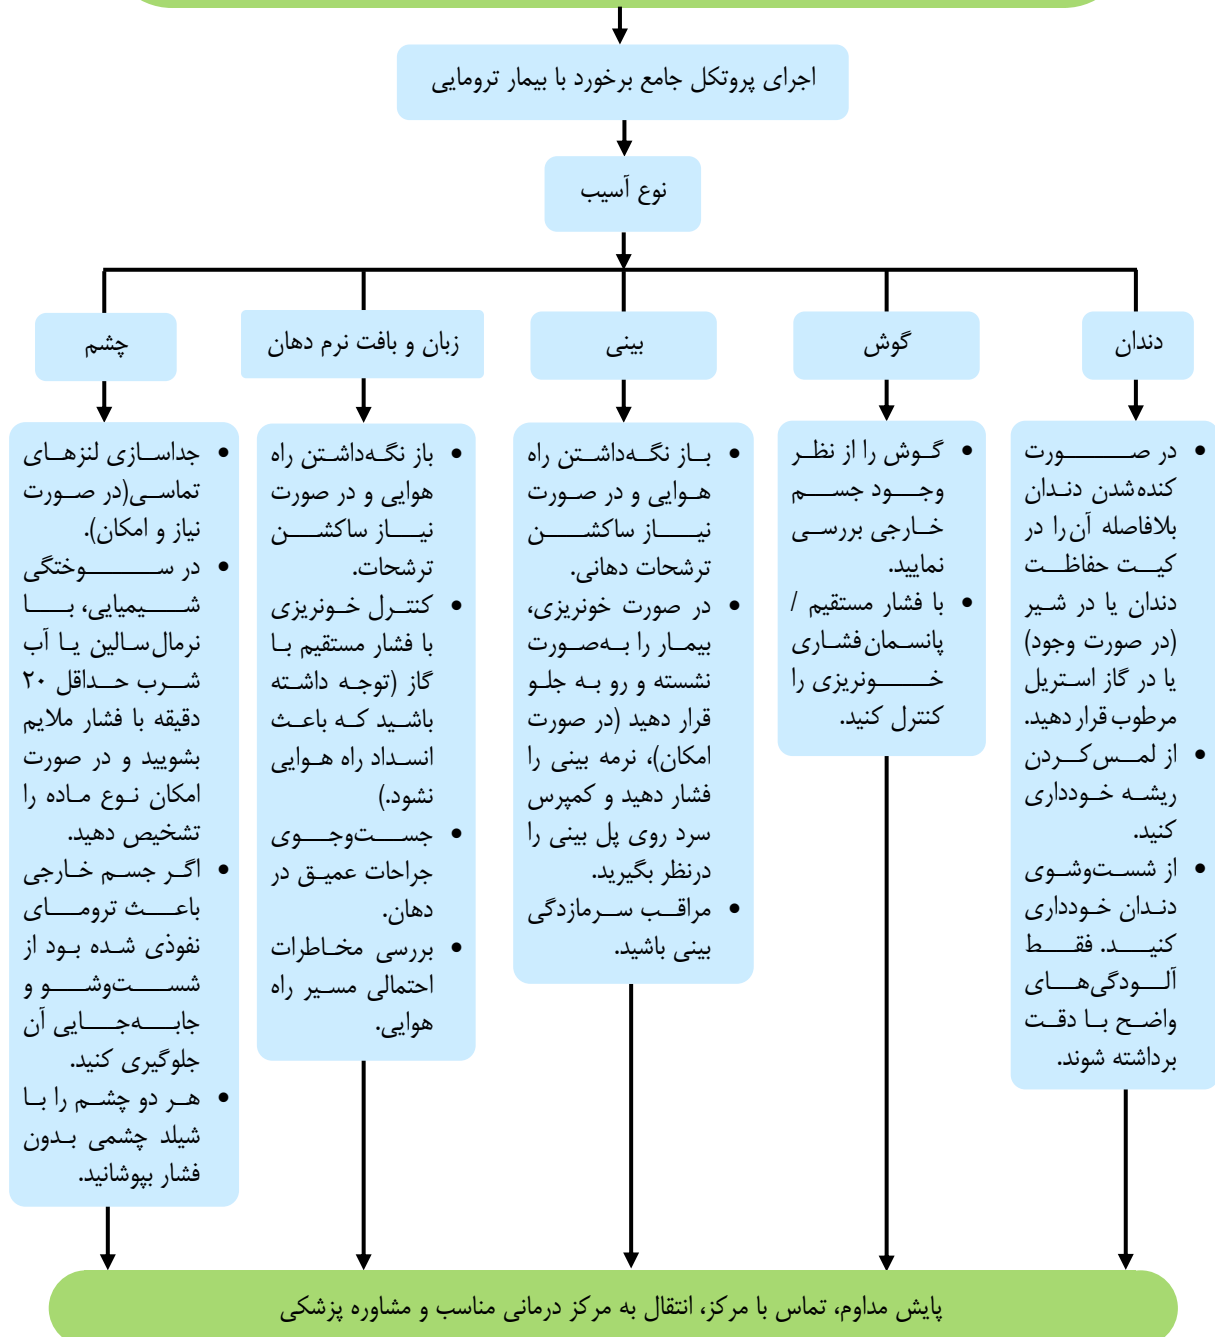 اجرای پروتکل جامع برخورد با بیمار ترومایی
نوع آسیب
دندان
• در صورت
کنده‌شدن دندان
بلافاصله آن را در
کیت حفاظت
دندان یا در شیر
(در صورت وجود)
یا در گاز استریل
مرطوب قرار دهید.
• از لمس‌کردن
ریشه خودداری
کنید.
• از شست‌وشوی
دندان خودداری
کنید. فقط
آلودگی‌های
واضح با دقت
برداشته شوند.
گوش
• گوش را از نظر
وجود جسم
خارجی بررسی
نمایید.
• با فشار مستقیم /
پانسمان فشاری
خونریزی را
کنترل کنید.
بینی
• باز نگه‌داشتن راه
هوایی و در صورت
نیاز ساکشن
ترشحات دهانی.
• در صورت خونریزی،
بیمار را به‌صورت
نشسته و رو به جلو
قرار دهید (در صورت
امکان)، نرمه بینی را
فشار دهید و کمپرس
سرد روی پل بینی را
درنظر بگیرید.
• مراقب سرمازدگی
بینی باشید.
زبان و بافت نرم دهان
• باز نگه‌داشتن راه
هوایی و در صورت
نیاز ساکشن
ترشحات.
• کنترل خونریزی
با فشار مستقیم با
گاز (توجه داشته
باشید که باعث
انسداد راه هوایی
نشود.)
• جست‌وجوی
جراحات عمیق در
دهان.
• بررسی مخاطرات
احتمالی مسیر راه
هوایی.
چشم
• جداسازی لنزهای
تماسی(در صورت
نیاز و امکان).
• در سوختگی
شیمیایی، با
نرمال‌سالین یا آب
شرب حداقل ۲۰
دقیقه با فشار ملایم
بشویید و در صورت
امکان نوع ماده را
تشخیص دهید.
• اگر جسم خارجی
باعث ترومای
نفوذی شده بود از
شست‌وشو و
جابه‌جایی آن
جلوگیری کنید.
• هر دو چشم را با
شیلد چشمی بدون
فشار بپوشانید.
پایش مداوم، تماس با مرکز، انتقال به مرکز درمانی مناسب و مشاوره پزشکی